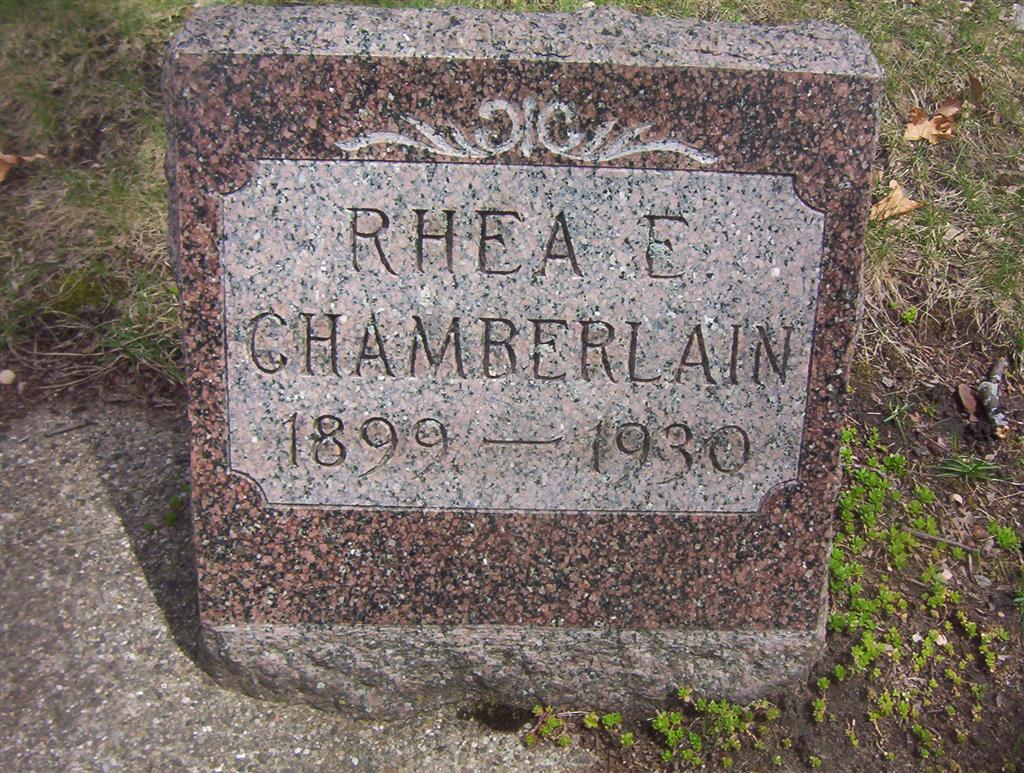 RHEA E
CHAMBERLAIN
1899 — 1930